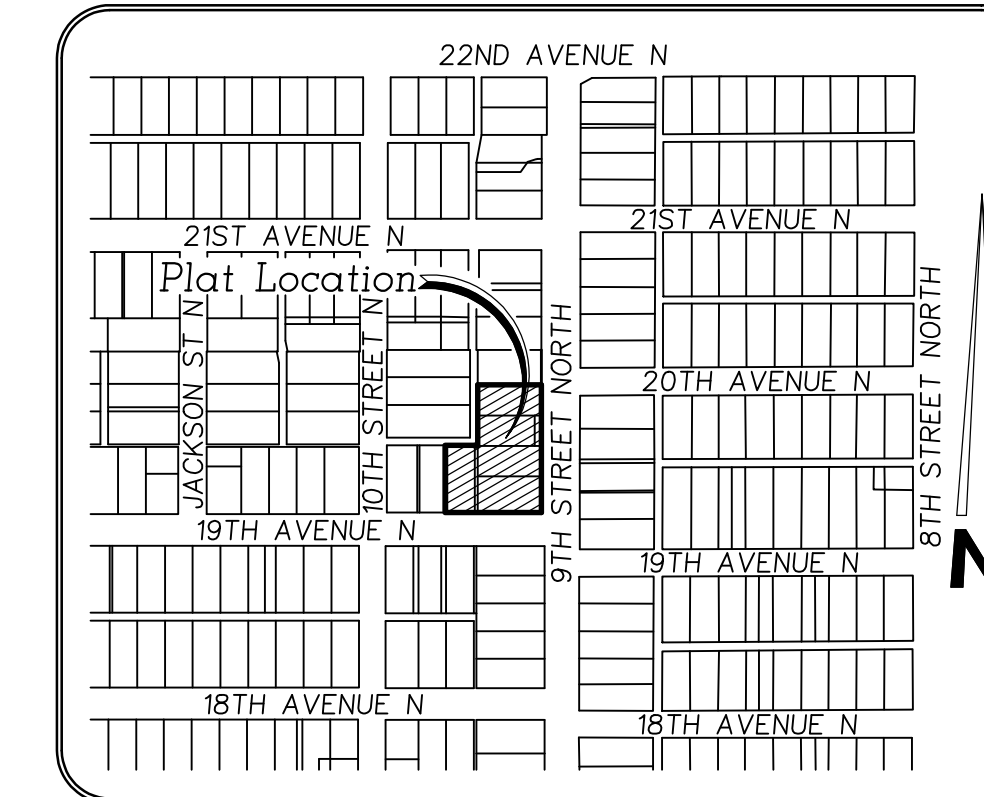 22ND AVENUE N
21ST AVENUE N
21ST AVENUE N
Plat Location
JACKSON ST N
10TH STREET N
9TH STREET NORTH
8TH STREET NORTH
20TH AVENUE N
19TH AVENUE N
19TH AVENUE N
N
18TH AVENUE N
18TH AVENUE N